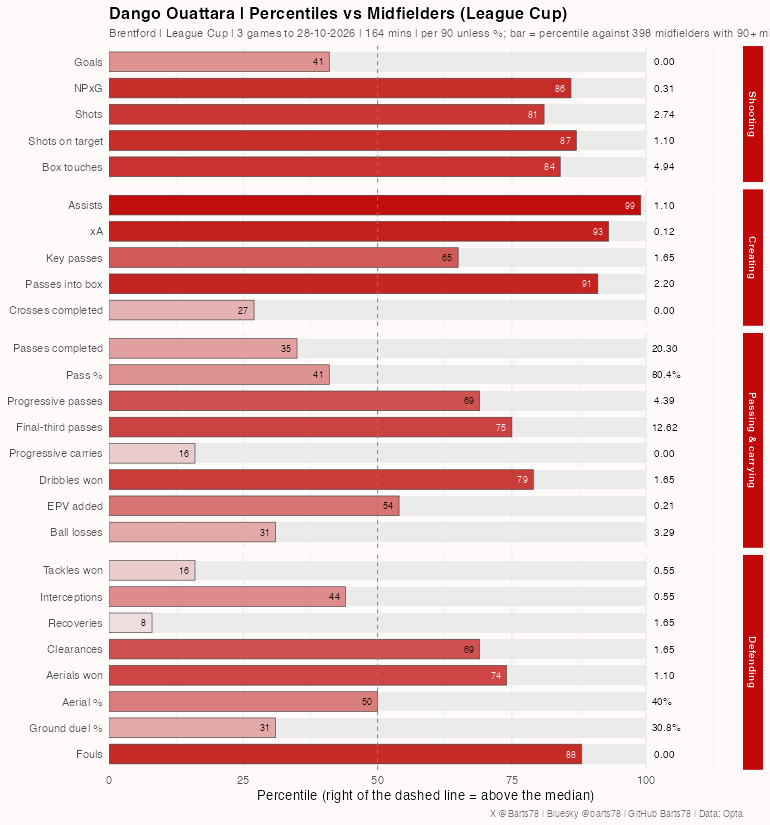 Dango Ouattara | Percentiles vs Midfielders (League Cup)
Brentford | League Cup | 3 games to 28-10-2026 | 164 mins | per 90 unless %; bar = percentile against 398 midfielders with 90+
Shooting
Goals 41 0.00
NPxG 86 0.31
Shots 81 2.74
Shots on target 87 1.10
Box touches 84 4.94
Creating
Assists 99 1.10
xA 93 0.12
Key passes 65 1.65
Passes into box 91 2.20
Crosses completed 27 0.00
Passing & carrying
Passes completed 35 20.30
Pass % 41 80.4%
Progressive passes 69 4.39
Final-third passes 75 12.62
Progressive carries 16 0.00
Dribbles won 79 1.65
EPV added 54 0.21
Ball losses 31 3.29
Defending
Tackles won 16 0.55
Interceptions 44 0.55
Recoveries 8 1.65
Clearances 69 1.65
Aerials won 74 1.10
Aerial % 50 40%
Ground duel % 31 30.8%
Fouls 88 0.00
0 25 50 75 100
Percentile (right of the dashed line = above the median)
X @Barts78 | Bluesky @barts78 | GitHub Barts78 | Data: Opta